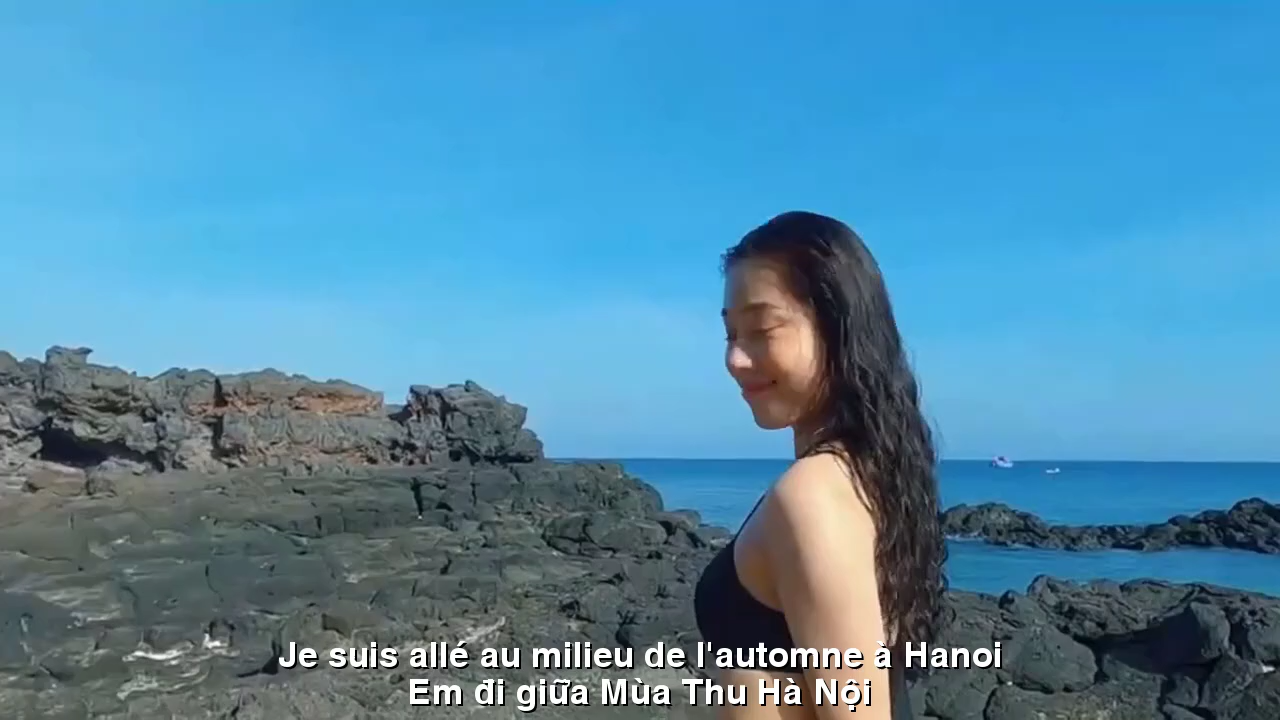 Je suis allé au milieu de l'automne à Hanoi
Em đi giữa Mùa Thu Hà Nội